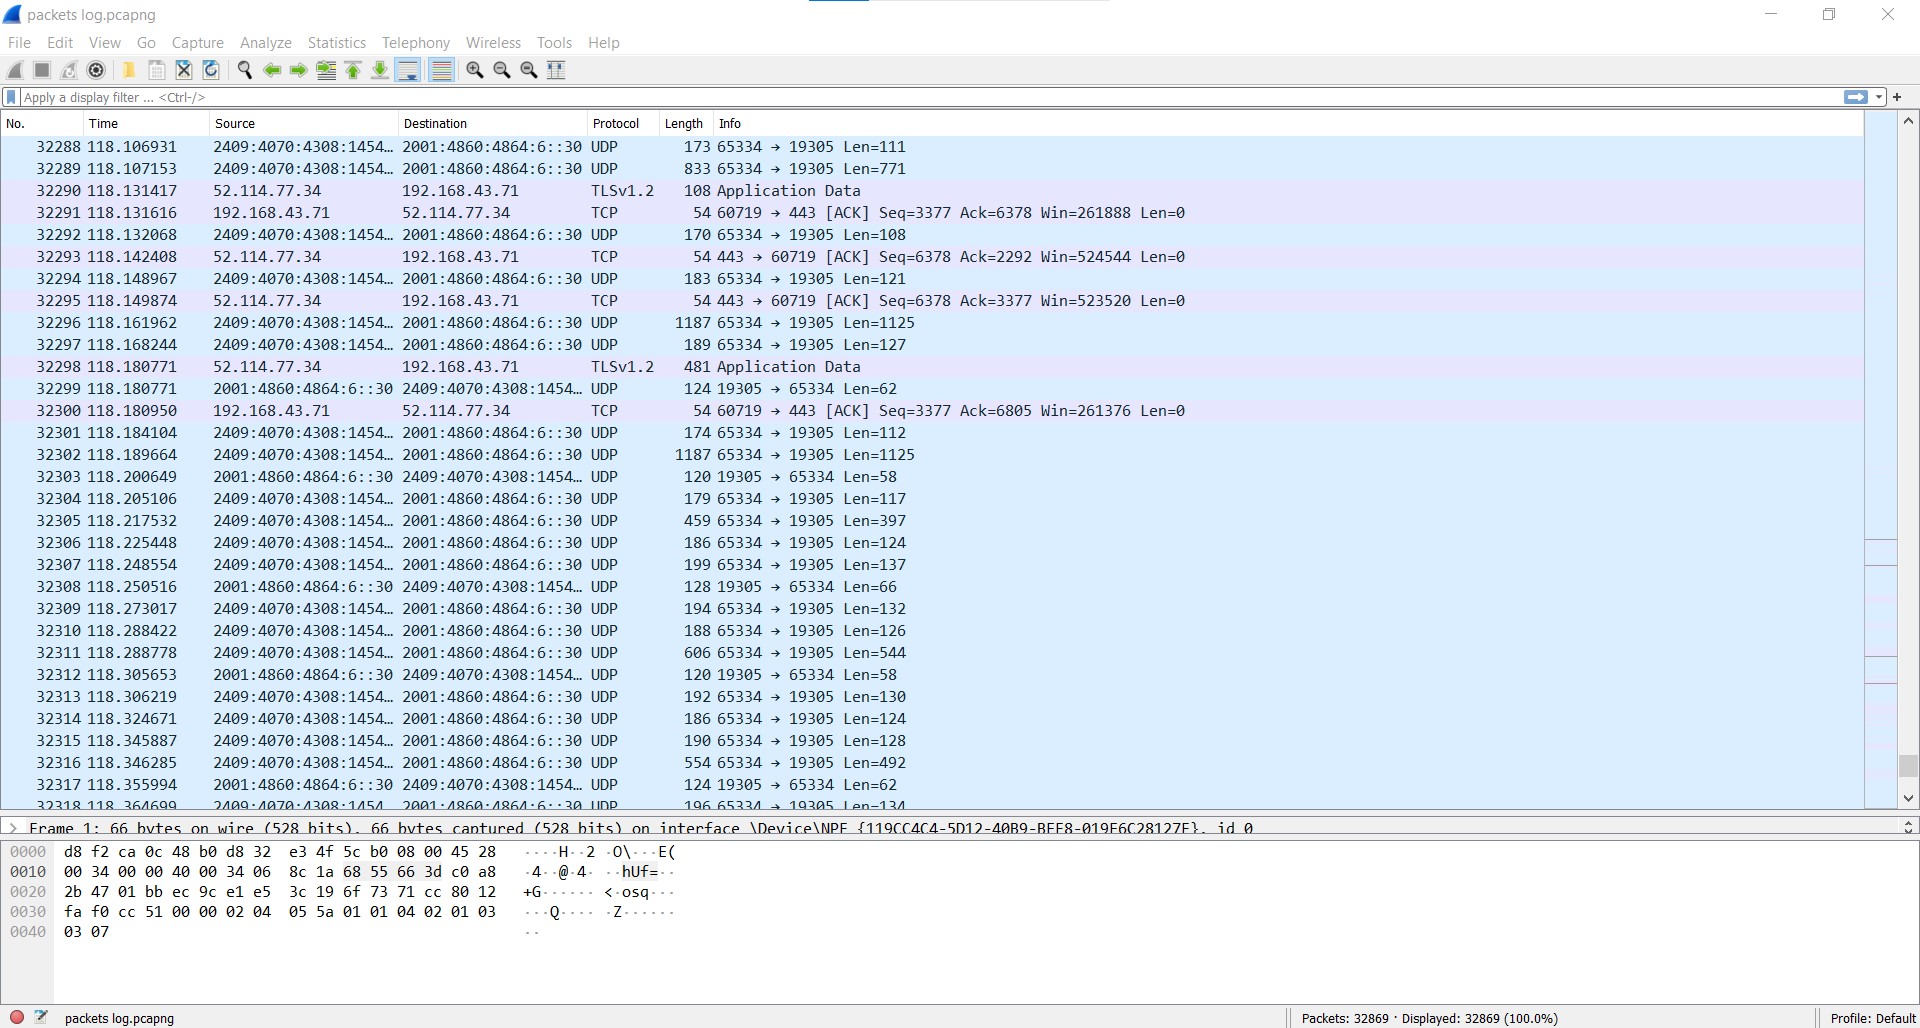 packets log.pcapng
File Edit View Go Capture Analyze Statistics Telephony Wireless Tools Help
Apply a display filter ... <Ctrl-/>
No. Time Source Destination Protocol Length Info
32288 118.106931 2409:4070:4308:1454… 2001:4860:4864:6::30 UDP 173 65334 → 19305 Len=111
32289 118.107153 2409:4070:4308:1454… 2001:4860:4864:6::30 UDP 833 65334 → 19305 Len=771
32290 118.131417 52.114.77.34 192.168.43.71 TLSv1.2 108 Application Data
32291 118.131616 192.168.43.71 52.114.77.34 TCP 54 60719 → 443 [ACK] Seq=3377 Ack=6378 Win=261888 Len=0
32292 118.132068 2409:4070:4308:1454… 2001:4860:4864:6::30 UDP 170 65334 → 19305 Len=108
32293 118.142408 52.114.77.34 192.168.43.71 TCP 54 443 → 60719 [ACK] Seq=6378 Ack=2292 Win=524544 Len=0
32294 118.148967 2409:4070:4308:1454… 2001:4860:4864:6::30 UDP 183 65334 → 19305 Len=121
32295 118.149874 52.114.77.34 192.168.43.71 TCP 54 443 → 60719 [ACK] Seq=6378 Ack=3377 Win=523520 Len=0
32296 118.161962 2409:4070:4308:1454… 2001:4860:4864:6::30 UDP 1187 65334 → 19305 Len=1125
32297 118.168244 2409:4070:4308:1454… 2001:4860:4864:6::30 UDP 189 65334 → 19305 Len=127
32298 118.180771 52.114.77.34 192.168.43.71 TLSv1.2 481 Application Data
32299 118.180771 2001:4860:4864:6::30 2409:4070:4308:1454… UDP 124 19305 → 65334 Len=62
32300 118.180950 192.168.43.71 52.114.77.34 TCP 54 60719 → 443 [ACK] Seq=3377 Ack=6805 Win=261376 Len=0
32301 118.184104 2409:4070:4308:1454… 2001:4860:4864:6::30 UDP 174 65334 → 19305 Len=112
32302 118.189664 2409:4070:4308:1454… 2001:4860:4864:6::30 UDP 1187 65334 → 19305 Len=1125
32303 118.200649 2001:4860:4864:6::30 2409:4070:4308:1454… UDP 120 19305 → 65334 Len=58
32304 118.205106 2409:4070:4308:1454… 2001:4860:4864:6::30 UDP 179 65334 → 19305 Len=117
32305 118.217532 2409:4070:4308:1454… 2001:4860:4864:6::30 UDP 459 65334 → 19305 Len=397
32306 118.225448 2409:4070:4308:1454… 2001:4860:4864:6::30 UDP 186 65334 → 19305 Len=124
32307 118.248554 2409:4070:4308:1454… 2001:4860:4864:6::30 UDP 199 65334 → 19305 Len=137
32308 118.250516 2001:4860:4864:6::30 2409:4070:4308:1454… UDP 128 19305 → 65334 Len=66
32309 118.273017 2409:4070:4308:1454… 2001:4860:4864:6::30 UDP 194 65334 → 19305 Len=132
32310 118.288422 2409:4070:4308:1454… 2001:4860:4864:6::30 UDP 188 65334 → 19305 Len=126
32311 118.288778 2409:4070:4308:1454… 2001:4860:4864:6::30 UDP 606 65334 → 19305 Len=544
32312 118.305653 2001:4860:4864:6::30 2409:4070:4308:1454… UDP 120 19305 → 65334 Len=58
32313 118.306219 2409:4070:4308:1454… 2001:4860:4864:6::30 UDP 192 65334 → 19305 Len=130
32314 118.324671 2409:4070:4308:1454… 2001:4860:4864:6::30 UDP 186 65334 → 19305 Len=124
32315 118.345887 2409:4070:4308:1454… 2001:4860:4864:6::30 UDP 190 65334 → 19305 Len=128
32316 118.346285 2409:4070:4308:1454… 2001:4860:4864:6::30 UDP 554 65334 → 19305 Len=492
32317 118.355994 2001:4860:4864:6::30 2409:4070:4308:1454… UDP 124 19305 → 65334 Len=62
32318 118.364699 2409:4070:4308:1454… 2001:4860:4864:6::30 UDP 196 65334 → 19305 Len=134
Frame 1: 66 bytes on wire (528 bits), 66 bytes captured (528 bits) on interface \Device\NPF_{119CC4C4-5D12-40B9-BEE8-019F6C28127E}, id 0
0000 d8 f2 ca 0c 48 b0 d8 32 e3 4f 5c b0 08 00 45 28 ····H··2 ·O\···E(
0010 00 34 00 00 40 00 34 06 8c 1a 68 55 66 3d c0 a8 ·4··@·4· ··hUf=··
0020 2b 47 01 bb ec 9c e1 e5 3c 19 6f 73 71 cc 80 12 +G······ <·osq···
0030 fa f0 cc 51 00 00 02 04 05 5a 01 01 04 02 01 03 ···Q···· ·Z······
0040 03 07 ··
packets log.pcapng Packets: 32869 · Displayed: 32869 (100.0%) Profile: Default